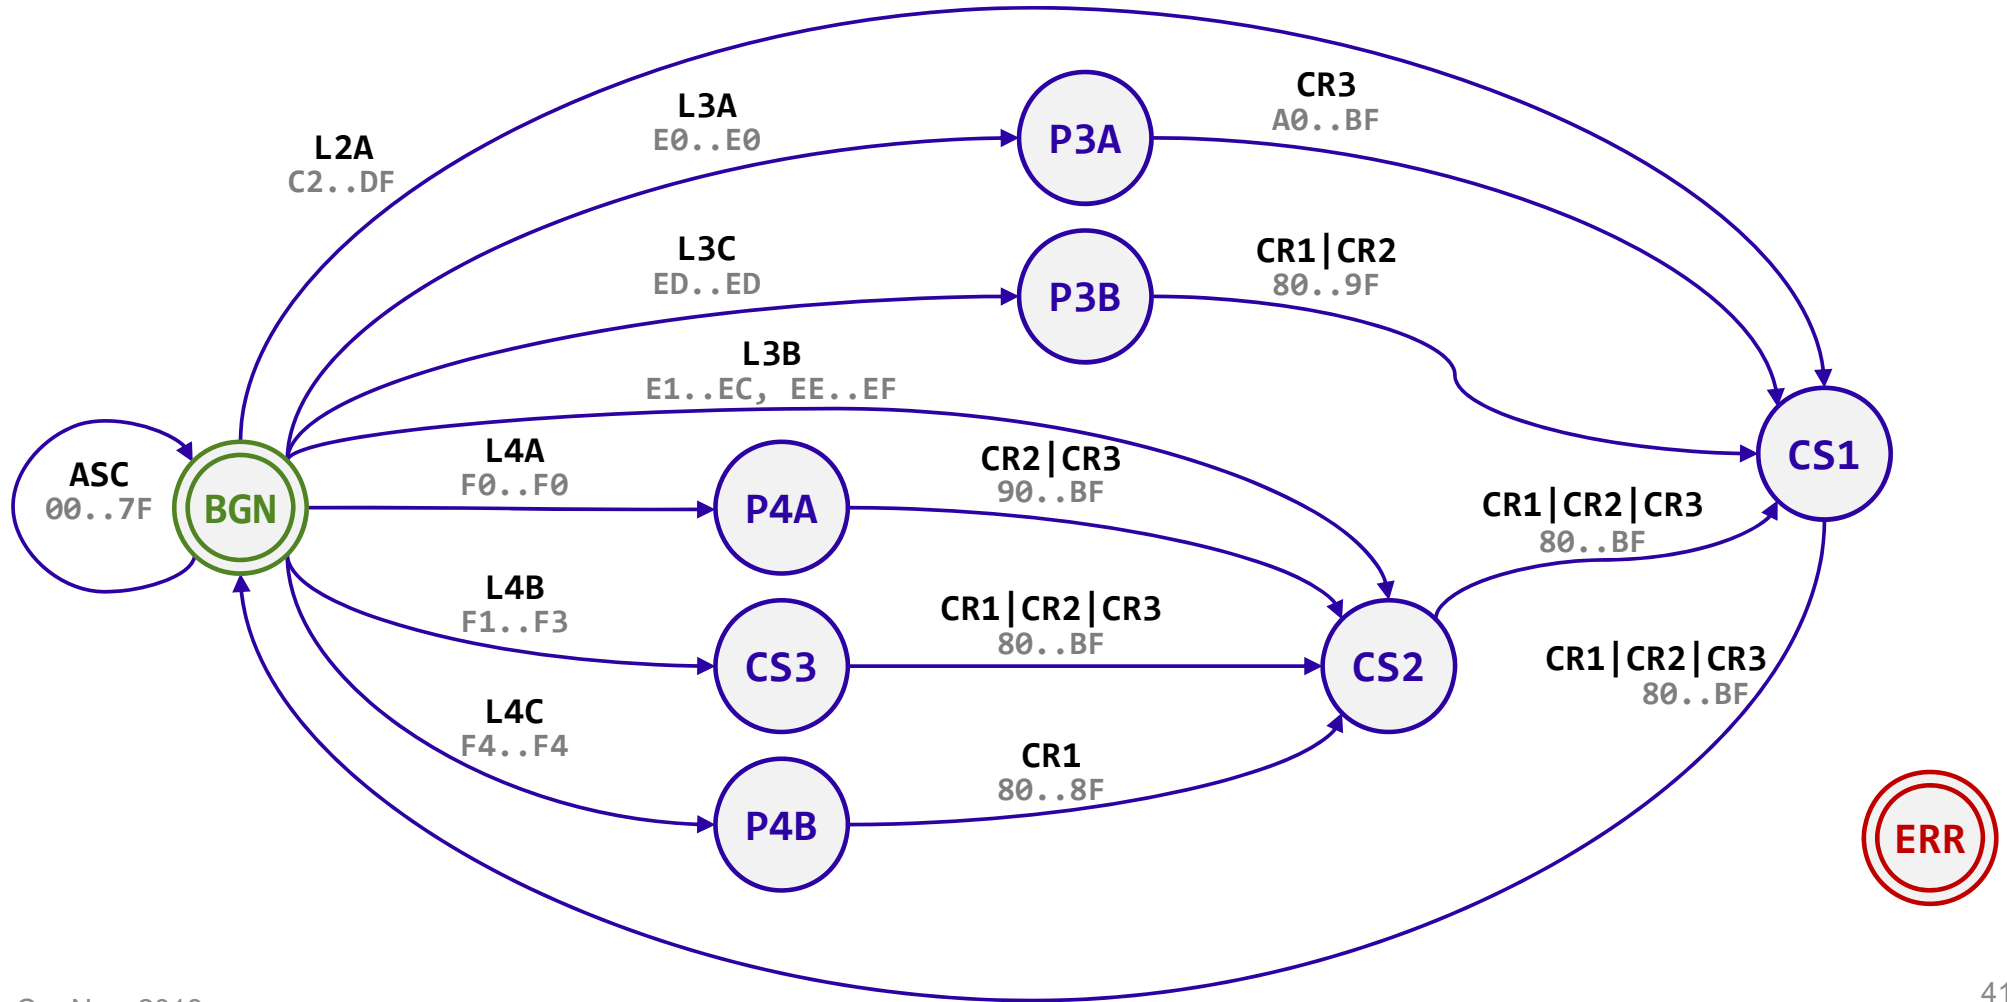 L2A
C2..DF
L3A
E0..E0
P3A
CR3
A0..BF
L3C
ED..ED
P3B
CR1|CR2
80..9F
L3B
E1..EC, EE..EF
ASC
00..7F
BGN
L4A
F0..F0
P4A
CR2|CR3
90..BF
CS1
CR1|CR2|CR3
80..BF
L4B
F1..F3
CS3
CR1|CR2|CR3
80..BF
CS2
CR1|CR2|CR3
80..BF
L4C
F4..F4
P4B
CR1
80..8F
ERR
41